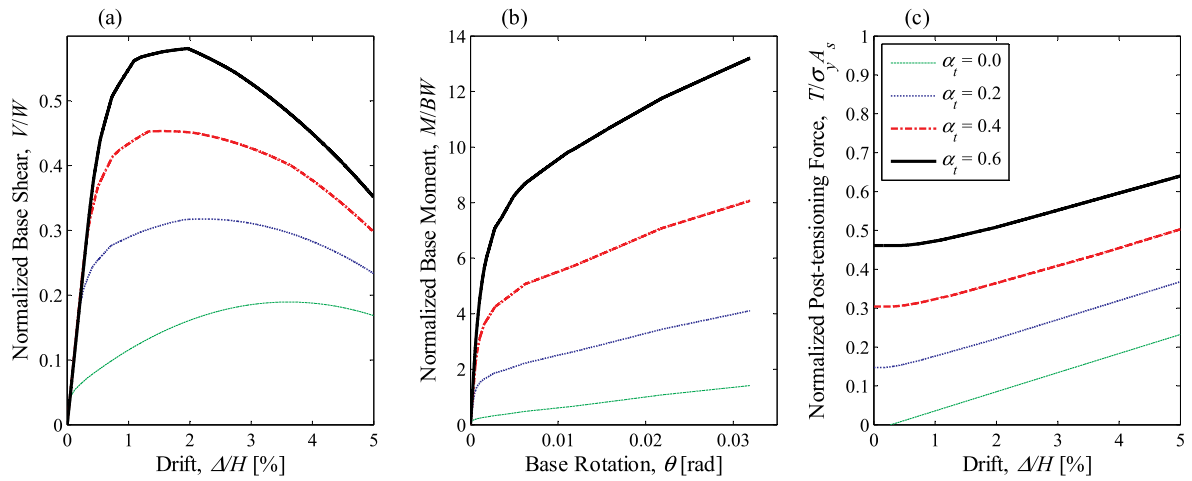 (a)
Normalized Base Shear, V/W
0.5
0.4
0.3
0.2
0.1
0
0 1 2 3 4 5
Drift, Δ/H [%]
(b)
Normalized Base Moment, M/BW
14
12
10
8
6
4
2
0
0 0.01 0.02 0.03
Base Rotation, θ [rad]
(c)
Normalized Post-tensioning Force, T/σyAs
1
0.9
0.8
0.7
0.6
0.5
0.4
0.3
0.2
0.1
0
αt = 0.0
αt = 0.2
αt = 0.4
αt = 0.6
0 1 2 3 4 5
Drift, Δ/H [%]